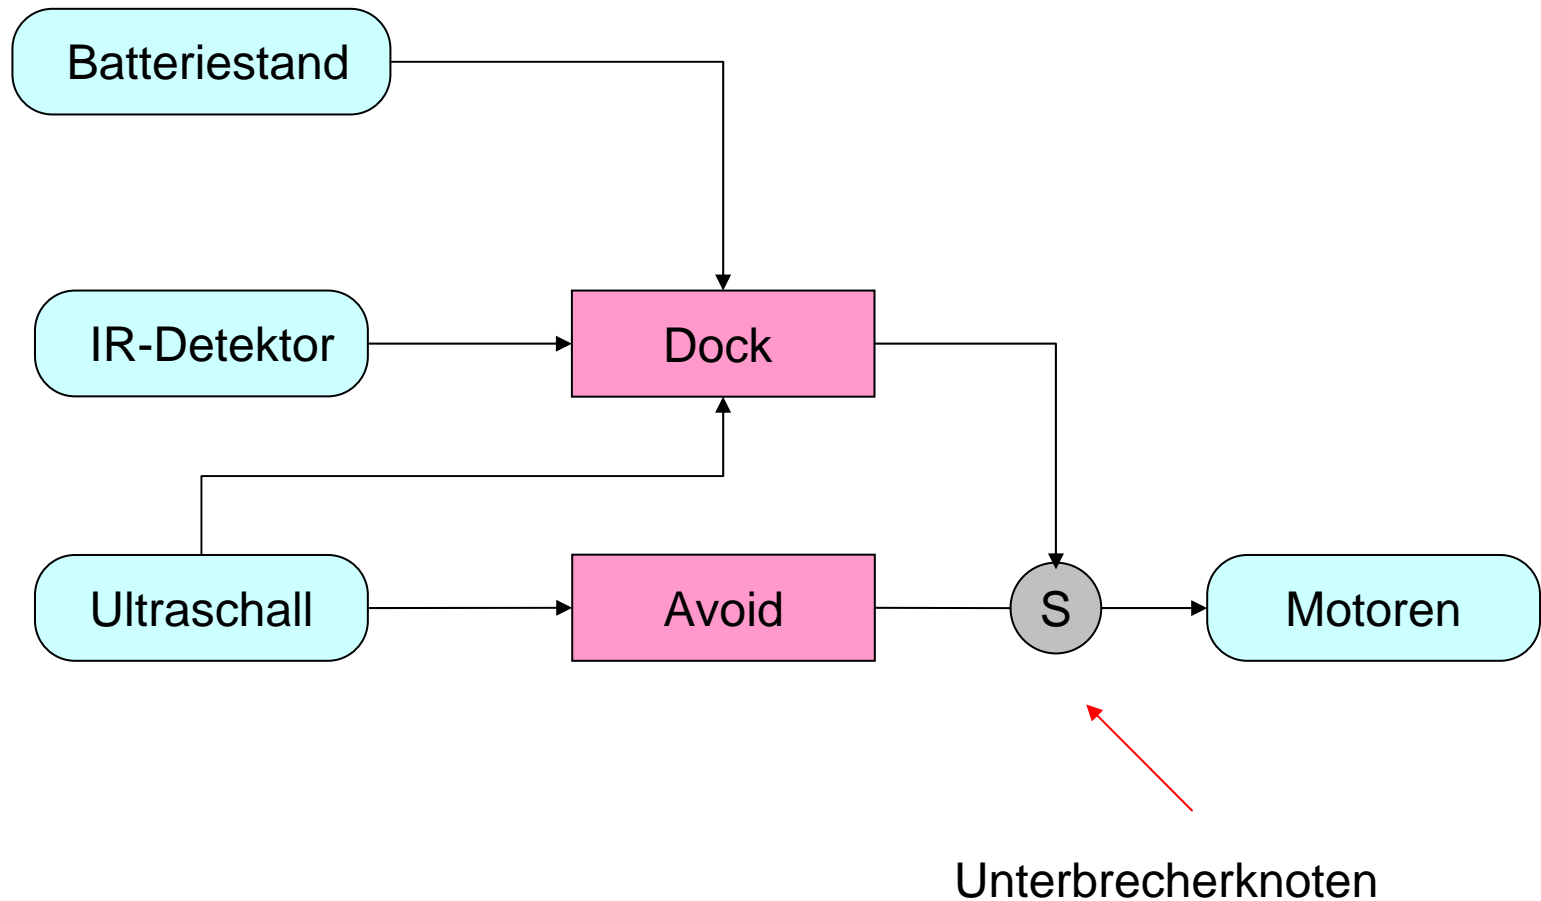 Batteriestand
IR-Detektor
Dock
Ultraschall
Avoid
S
Motoren
Unterbrecherknoten